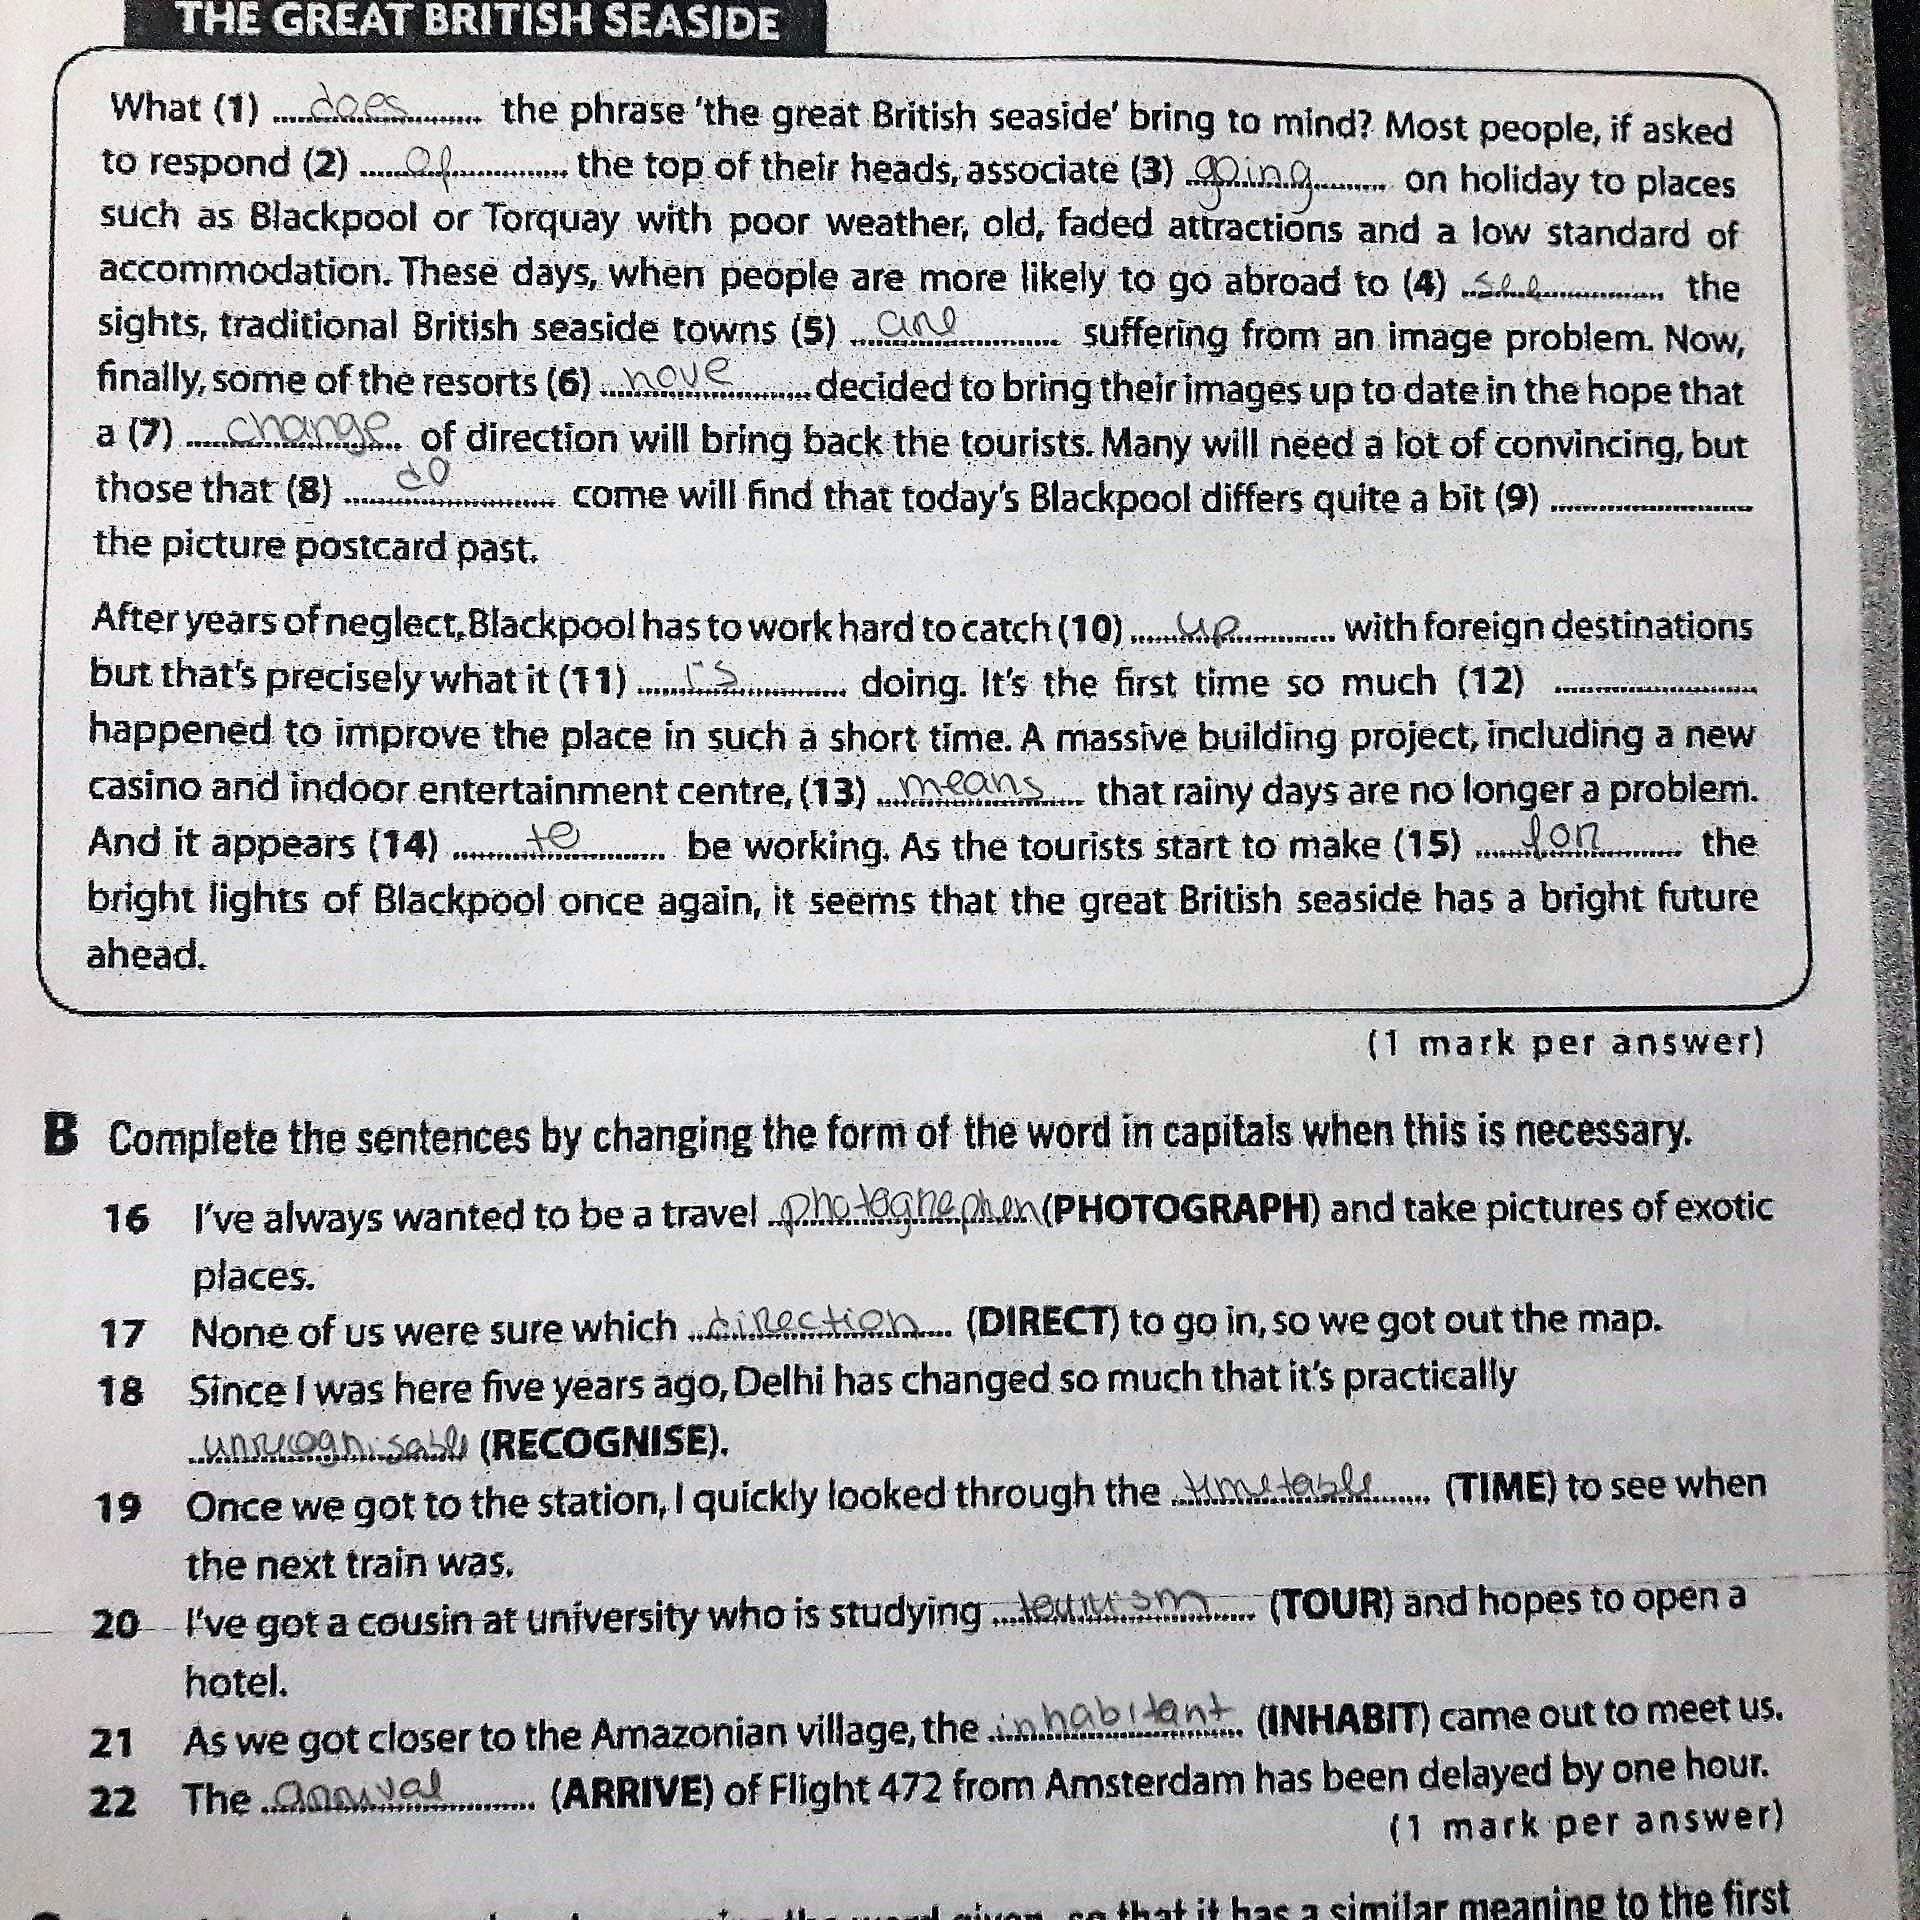 THE GREAT BRITISH SEASIDE
What (1) does the phrase 'the great British seaside' bring to mind? Most people, if asked
to respond (2) of the top of their heads, associate (3) going on holiday to places
such as Blackpool or Torquay with poor weather, old, faded attractions and a low standard of
accommodation. These days, when people are more likely to go abroad to (4) see the
sights, traditional British seaside towns (5) are suffering from an image problem. Now,
finally, some of the resorts (6) have decided to bring their images up to date in the hope that
a (7) change of direction will bring back the tourists. Many will need a lot of convincing, but
those that (8) do come will find that today's Blackpool differs quite a bit (9) ........................
the picture postcard past.
After years of neglect, Blackpool has to work hard to catch (10) up with foreign destinations
but that's precisely what it (11) is doing. It's the first time so much (12) ........................
happened to improve the place in such a short time. A massive building project, including a new
casino and indoor entertainment centre, (13) means that rainy days are no longer a problem.
And it appears (14) to be working. As the tourists start to make (15) for the
bright lights of Blackpool once again, it seems that the great British seaside has a bright future
ahead.
(1 mark per answer)
B Complete the sentences by changing the form of the word in capitals when this is necessary.
16 I've always wanted to be a travel photographer (PHOTOGRAPH) and take pictures of exotic
places.
17 None of us were sure which direction (DIRECT) to go in, so we got out the map.
18 Since I was here five years ago, Delhi has changed so much that it's practically
unrecognisable (RECOGNISE).
19 Once we got to the station, I quickly looked through the timetable (TIME) to see when
the next train was.
20 I've got a cousin at university who is studying tourism (TOUR) and hopes to open a
hotel.
21 As we got closer to the Amazonian village, the inhabitant (INHABIT) came out to meet us.
22 The arrival (ARRIVE) of Flight 472 from Amsterdam has been delayed by one hour.
(1 mark per answer)
the word given, so that it has a similar meaning to the first